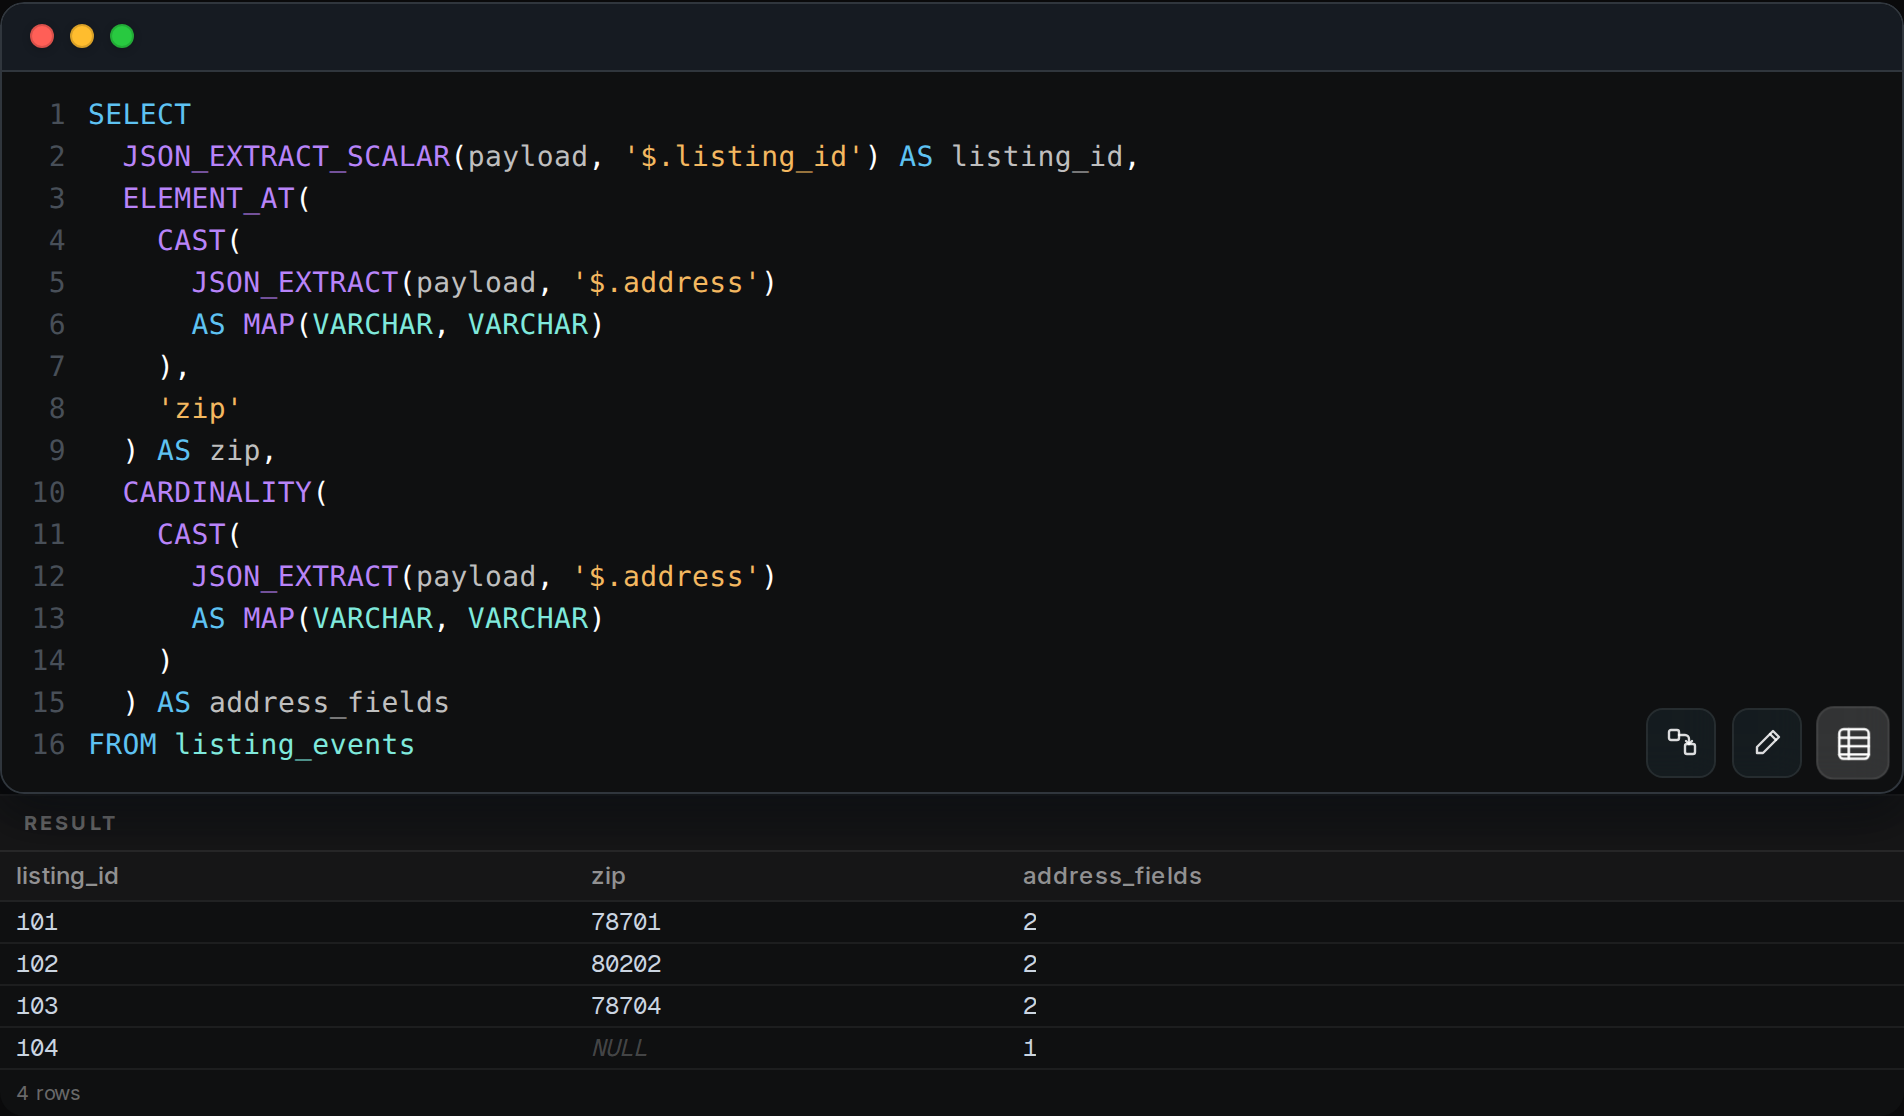 1 SELECT
2   JSON_EXTRACT_SCALAR(payload, '$.listing_id') AS listing_id,
3   ELEMENT_AT(
4     CAST(
5       JSON_EXTRACT(payload, '$.address')
6       AS MAP(VARCHAR, VARCHAR)
7     ),
8     'zip'
9   ) AS zip,
10   CARDINALITY(
11     CAST(
12       JSON_EXTRACT(payload, '$.address')
13       AS MAP(VARCHAR, VARCHAR)
14     )
15   ) AS address_fields
16 FROM listing_events
RESULT
listing_id zip address_fields
101 78701 2
102 80202 2
103 78704 2
104 NULL 1
4 rows